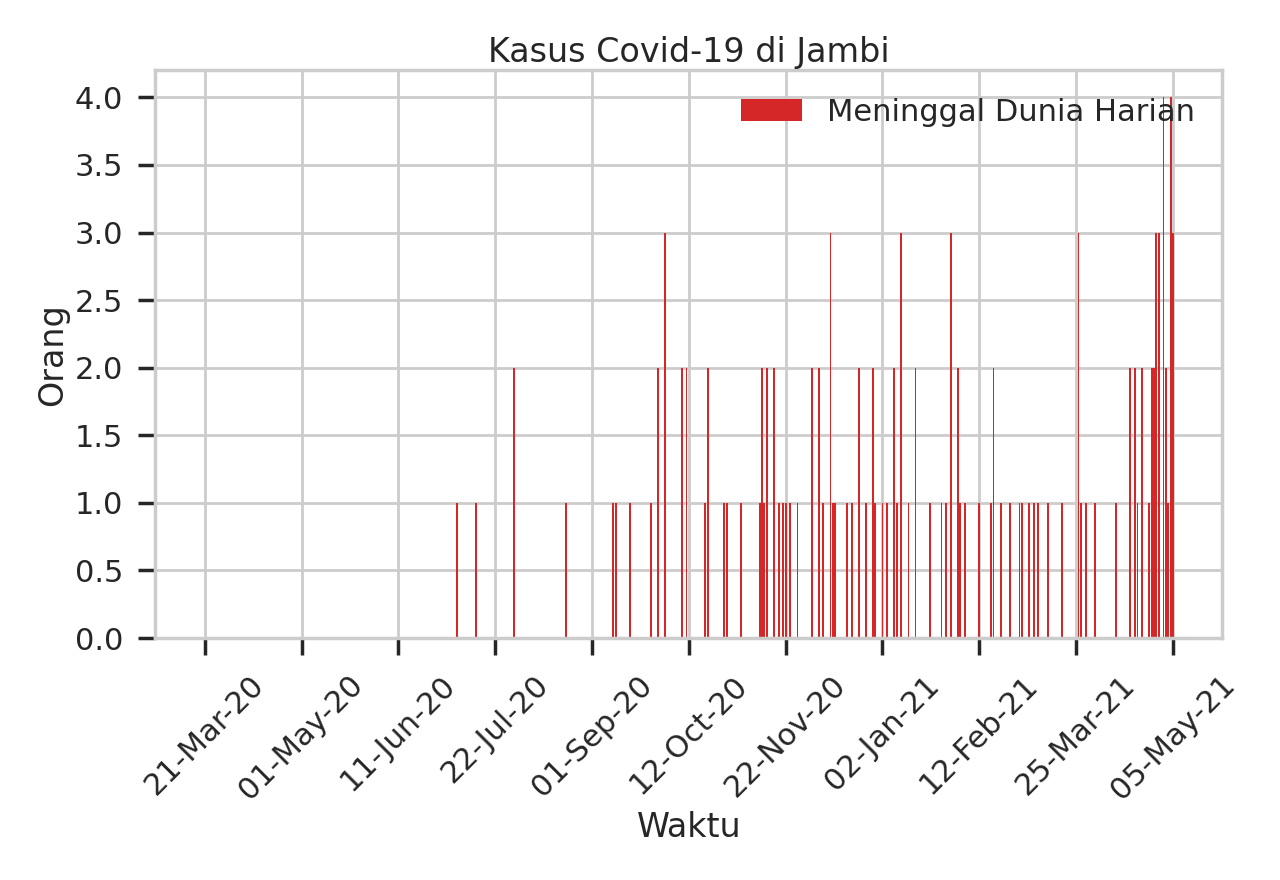 Kasus Covid-19 di Jambi
Meninggal Dunia Harian
Orang
4.0
3.5
3.0
2.5
2.0
1.5
1.0
0.5
0.0
21-Mar-20
01-May-20
11-Jun-20
22-Jul-20
01-Sep-20
12-Oct-20
22-Nov-20
02-Jan-21
12-Feb-21
25-Mar-21
05-May-21
Waktu